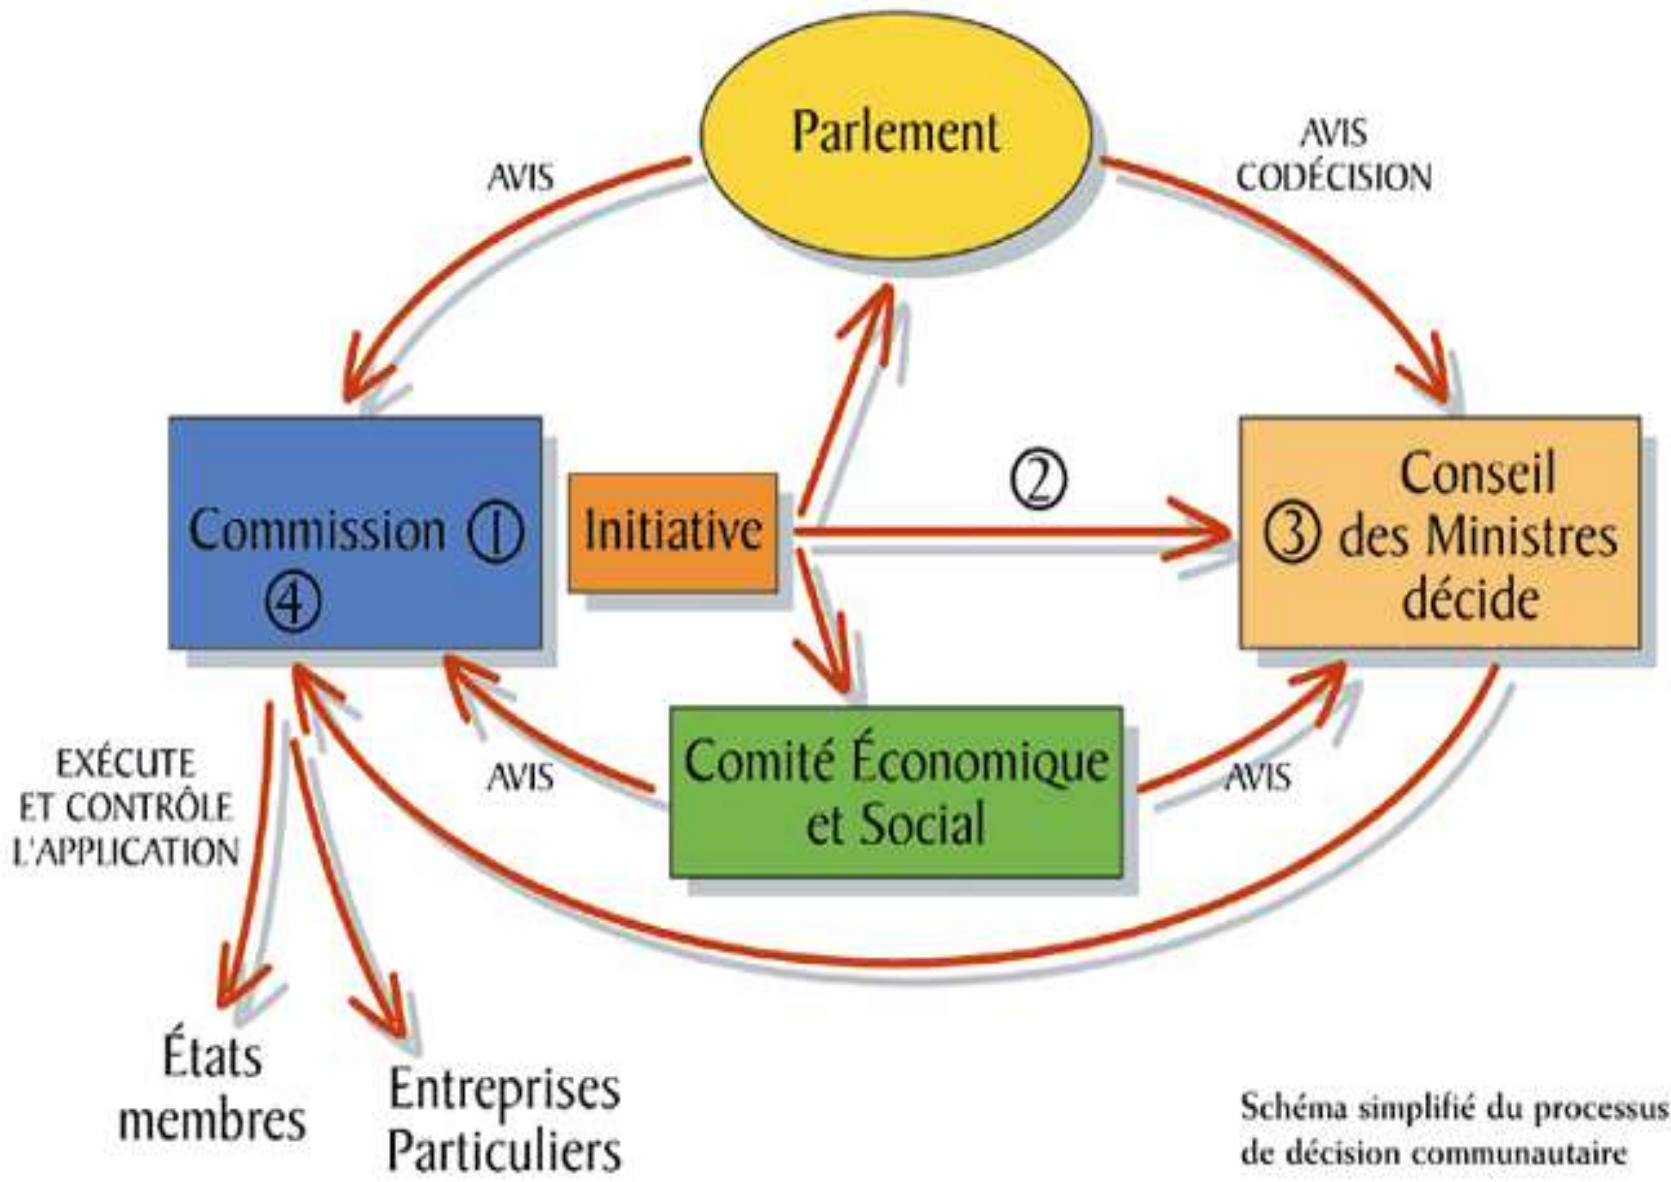 Parlement
AVIS
AVIS
CODÉCISION
Commission ①
④
Initiative
②
Conseil
③ des Ministres
décide
EXÉCUTE
ET CONTRÔLE
L'APPLICATION
AVIS
Comité Économique
et Social
AVIS
États
membres
Entreprises
Particuliers
Schéma simplifié du processus
de décision communautaire